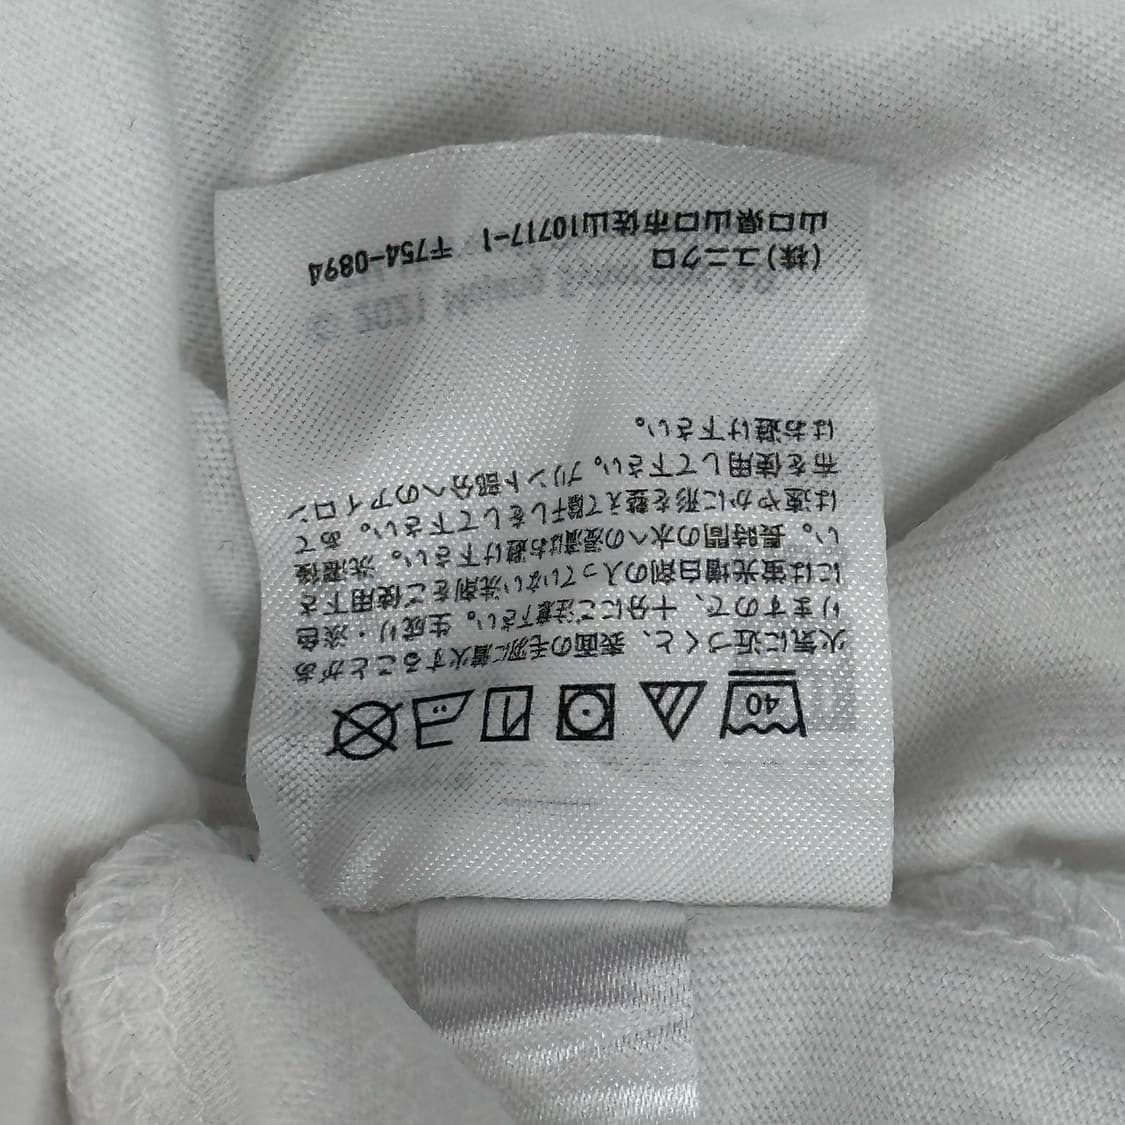 40
火気に近づくと、表面の毛羽に着火することがあ
りますので、十分にご注意下さい。生成り・淡色
には蛍光増白剤の入っていない洗剤をご使用下さ
い。長時間の水への浸漬はお避け下さい。洗濯後
は速やかに形を整えて陰干しをして下さい。あて
布を使用して下さい。プリント部分へのアイロン
はお避け下さい。
(株)ユニクロ
山口県山口市佐山10717-1 〒754-0894